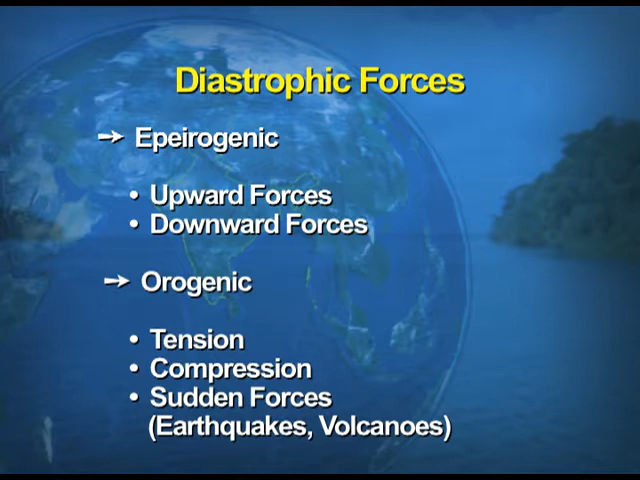 Diastrophic Forces
➙ Epeirogenic
• Upward Forces
• Downward Forces
➙ Orogenic
• Tension
• Compression
• Sudden Forces
(Earthquakes, Volcanoes)